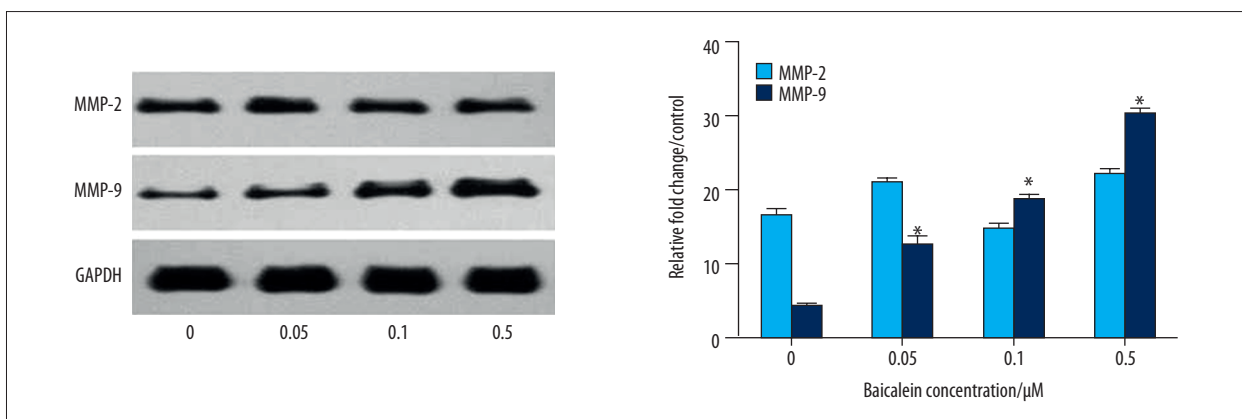 MMP-2
MMP-9
GAPDH
0 0.05 0.1 0.5
40
30
20
10
0
Relative fold change/control
MMP-2
MMP-9
*
*
*
0 0.05 0.1 0.5
Baicalein concentration/µM